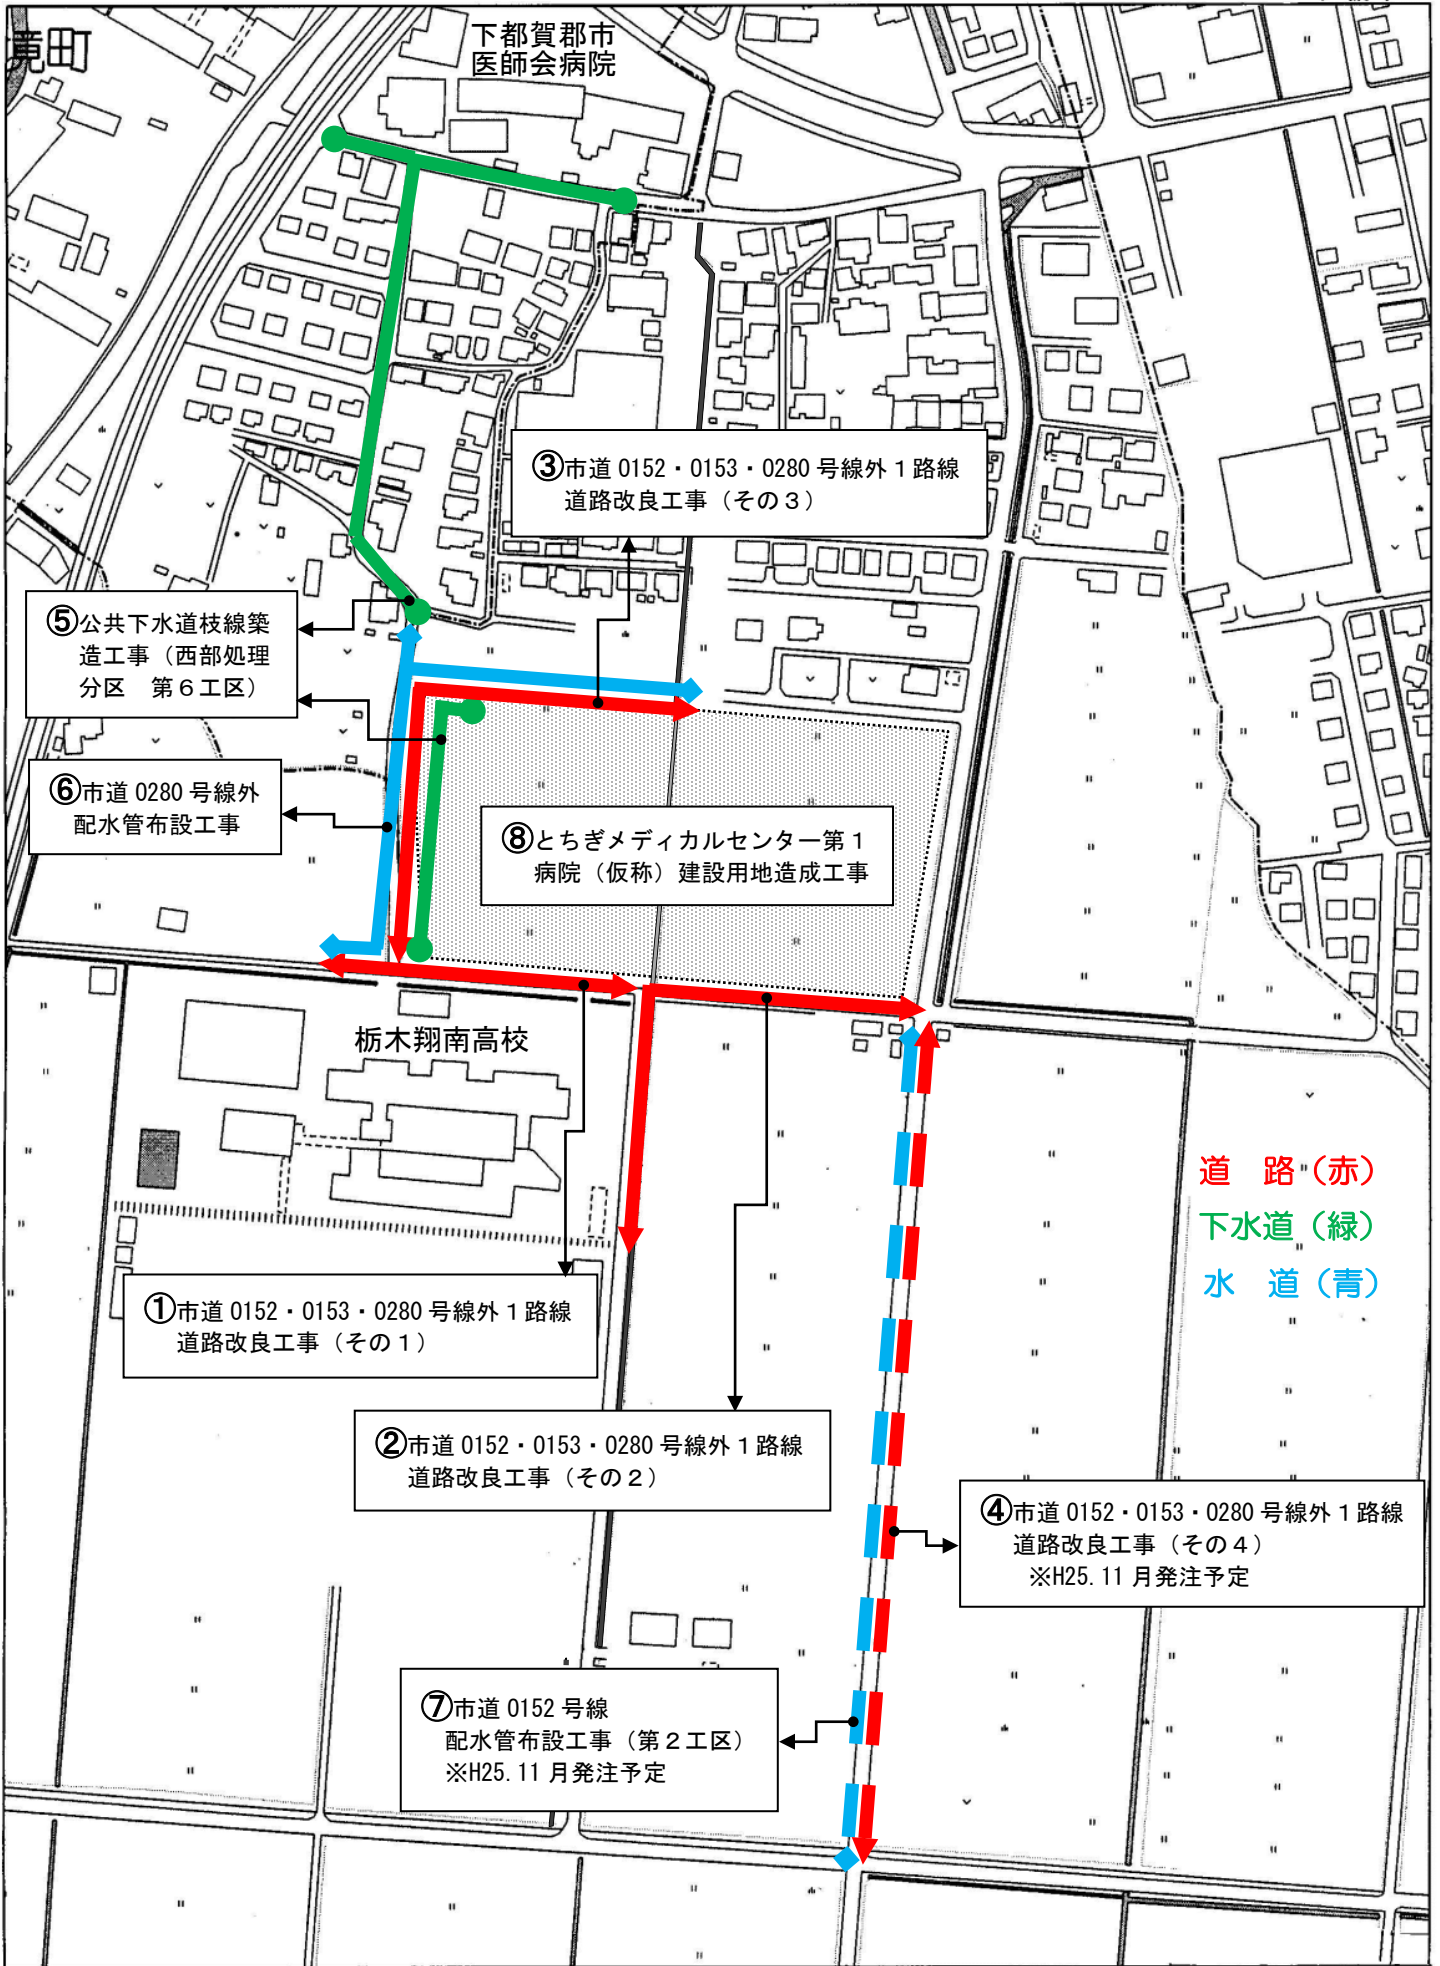 下都賀郡市
医師会病院
③市道 0152・0153・0280 号線外 1 路線
道路改良工事（その３）
⑤公共下水道枝線築
造工事（西部処理
分区　第６工区）
⑥市道 0280 号線外
配水管布設工事
⑧とちぎメディカルセンター第１
病院（仮称）建設用地造成工事
栃木翔南高校
道　路（赤）
下水道（緑）
水　道（青）
①市道 0152・0153・0280 号線外 1 路線
道路改良工事（その１）
②市道 0152・0153・0280 号線外 1 路線
道路改良工事（その２）
④市道 0152・0153・0280 号線外 1 路線
道路改良工事（その４）
※H25.11 月発注予定
⑦市道 0152 号線
配水管布設工事（第２工区）
※H25.11 月発注予定